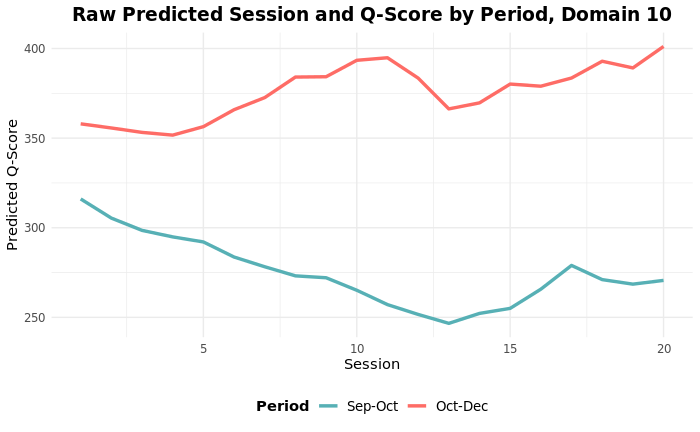 Raw Predicted Session and Q-Score by Period, Domain 10
Predicted Q-Score
400
350
300
250
5 10 15 20
Session
Period Sep-Oct Oct-Dec